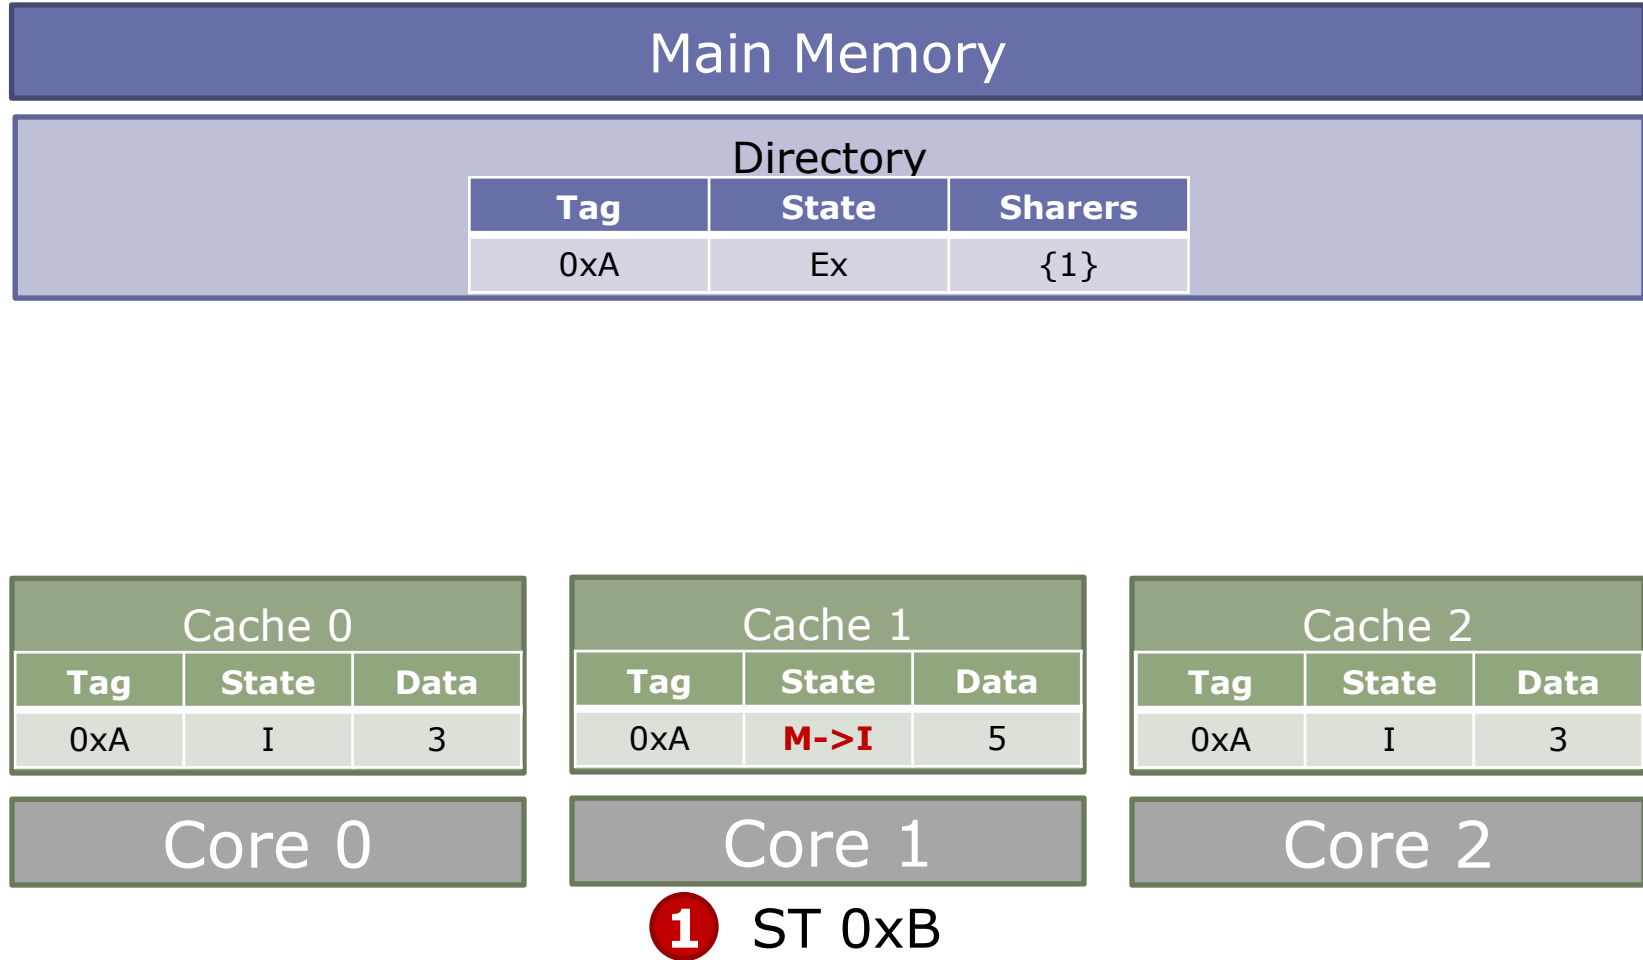 Main Memory
Directory
Tag State Sharers
0xA Ex {1}
Cache 0
Tag State Data
0xA I 3
Core 0
Cache 1
Tag State Data
0xA M->I 5
Core 1
Cache 2
Tag State Data
0xA I 3
Core 2
1 ST 0xB